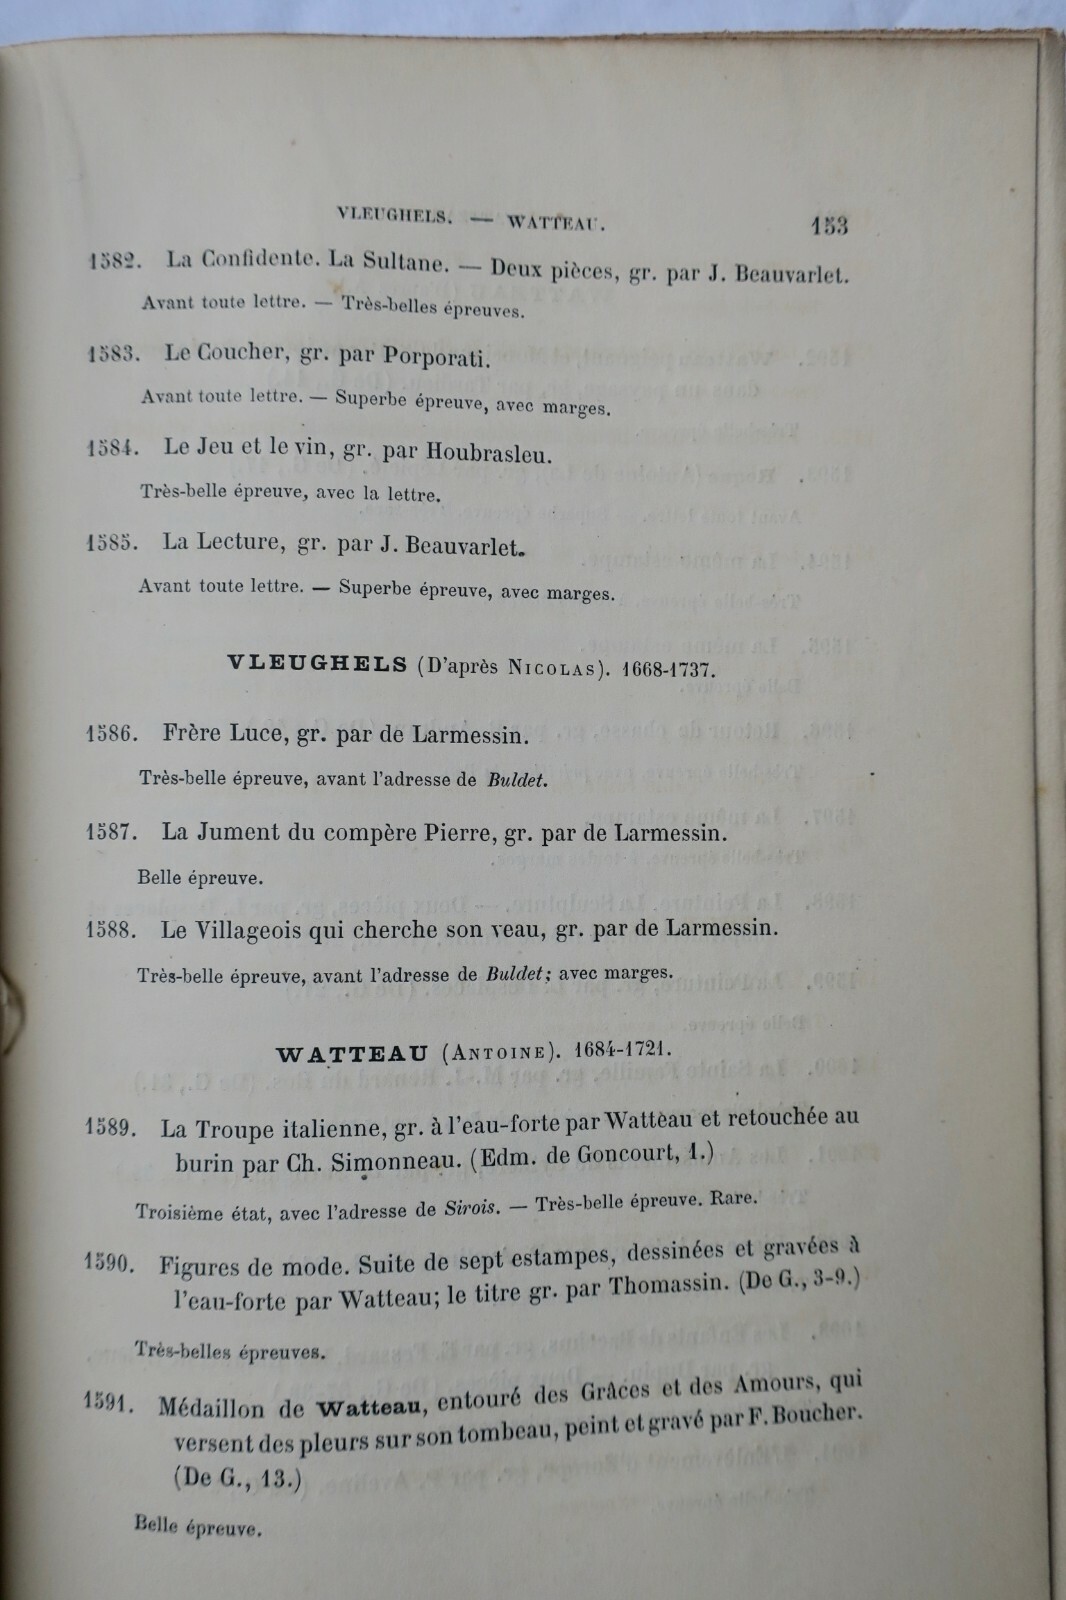 VLEUGHELS. — WATTEAU. 153
1582. La Confidente. La Sultane. — Deux pièces, gr. par J. Beauvarlet.
Avant toute lettre. — Très-belles épreuves.
1583. Le Coucher, gr. par Porporati.
Avant toute lettre. — Superbe épreuve, avec marges.
1584. Le Jeu et le vin, gr. par Houbrasleu.
Très-belle épreuve, avec la lettre.
1585. La Lecture, gr. par J. Beauvarlet.
Avant toute lettre. — Superbe épreuve, avec marges.
VLEUGHELS (D'après NICOLAS). 1668-1737.
1586. Frère Luce, gr. par de Larmessin.
Très-belle épreuve, avant l'adresse de Buldet.
1587. La Jument du compère Pierre, gr. par de Larmessin.
Belle épreuve.
1588. Le Villageois qui cherche son veau, gr. par de Larmessin.
Très-belle épreuve, avant l'adresse de Buldet; avec marges.
WATTEAU (ANTOINE). 1684-1721.
1589. La Troupe italienne, gr. à l'eau-forte par Watteau et retouchée au
burin par Ch. Simonneau. (Edm. de Goncourt, 1.)
Troisième état, avec l'adresse de Sirois. — Très-belle épreuve. Rare.
1590. Figures de mode. Suite de sept estampes, dessinées et gravées à
l'eau-forte par Watteau; le titre gr. par Thomassin. (De G., 3-9.)
Très-belles épreuves.
1591. Médaillon de Watteau, entouré des Grâces et des Amours, qui
versent des pleurs sur son tombeau, peint et gravé par F. Boucher.
(De G., 13.)
Belle épreuve.